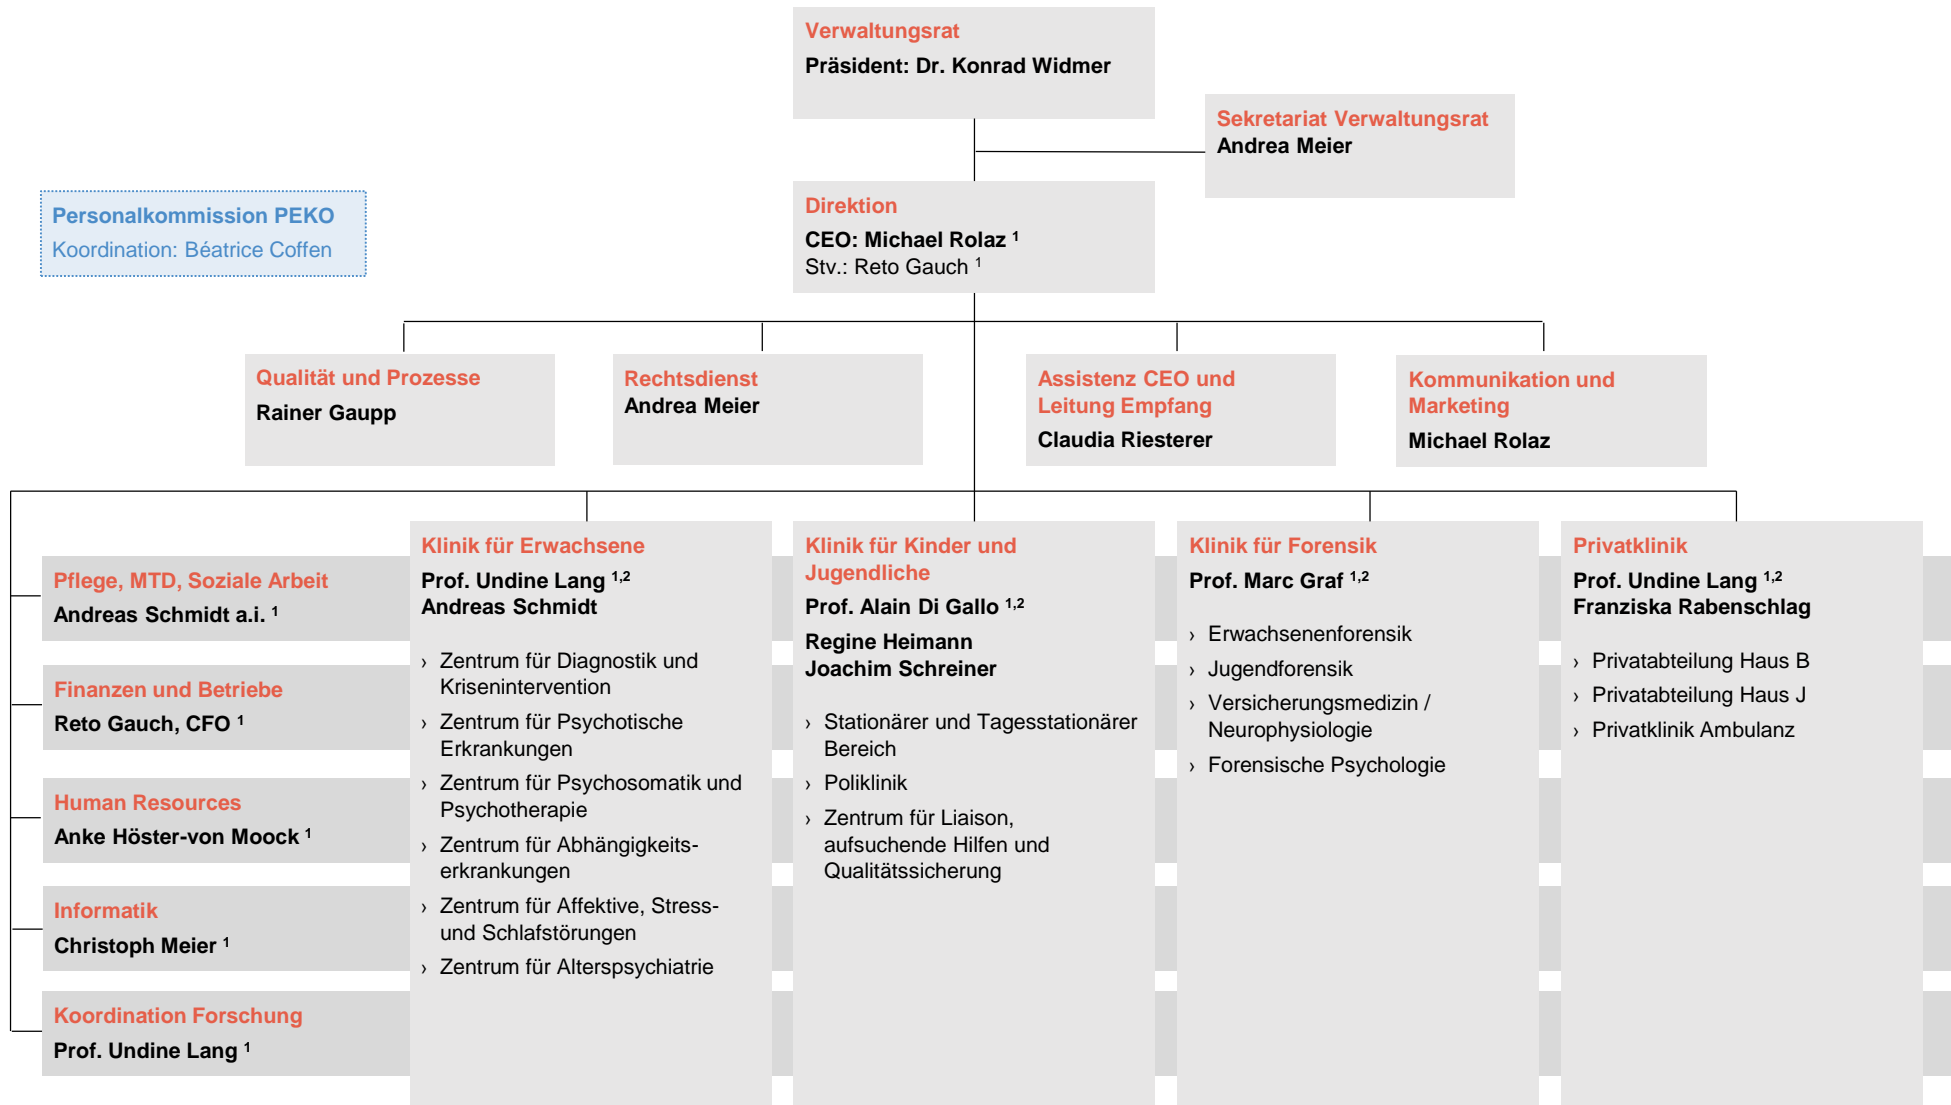 Verwaltungsrat
Präsident: Dr. Konrad Widmer
Sekretariat Verwaltungsrat
Andrea Meier
Personalkommission PEKO
Koordination: Béatrice Coffen
Direktion
CEO: Michael Rolaz ¹
Stv.: Reto Gauch ¹
Qualität und Prozesse
Rainer Gaupp
Rechtsdienst
Andrea Meier
Assistenz CEO und
Leitung Empfang
Claudia Riesterer
Kommunikation und
Marketing
Michael Rolaz
Pflege, MTD, Soziale Arbeit
Andreas Schmidt a.i. ¹
Finanzen und Betriebe
Reto Gauch, CFO ¹
Human Resources
Anke Höster-von Moock ¹
Informatik
Christoph Meier ¹
Koordination Forschung
Prof. Undine Lang ¹
Klinik für Erwachsene
Prof. Undine Lang ¹,²
Andreas Schmidt
› Zentrum für Diagnostik und
Krisenintervention
› Zentrum für Psychotische
Erkrankungen
› Zentrum für Psychosomatik und
Psychotherapie
› Zentrum für Abhängigkeits-
erkrankungen
› Zentrum für Affektive, Stress-
und Schlafstörungen
› Zentrum für Alterspsychiatrie
Klinik für Kinder und
Jugendliche
Prof. Alain Di Gallo ¹,²
Regine Heimann
Joachim Schreiner
› Stationärer und Tagesstationärer
Bereich
› Poliklinik
› Zentrum für Liaison,
aufsuchende Hilfen und
Qualitätssicherung
Klinik für Forensik
Prof. Marc Graf ¹,²
› Erwachsenenforensik
› Jugendforensik
› Versicherungsmedizin /
Neurophysiologie
› Forensische Psychologie
Privatklinik
Prof. Undine Lang ¹,²
Franziska Rabenschlag
› Privatabteilung Haus B
› Privatabteilung Haus J
› Privatklinik Ambulanz